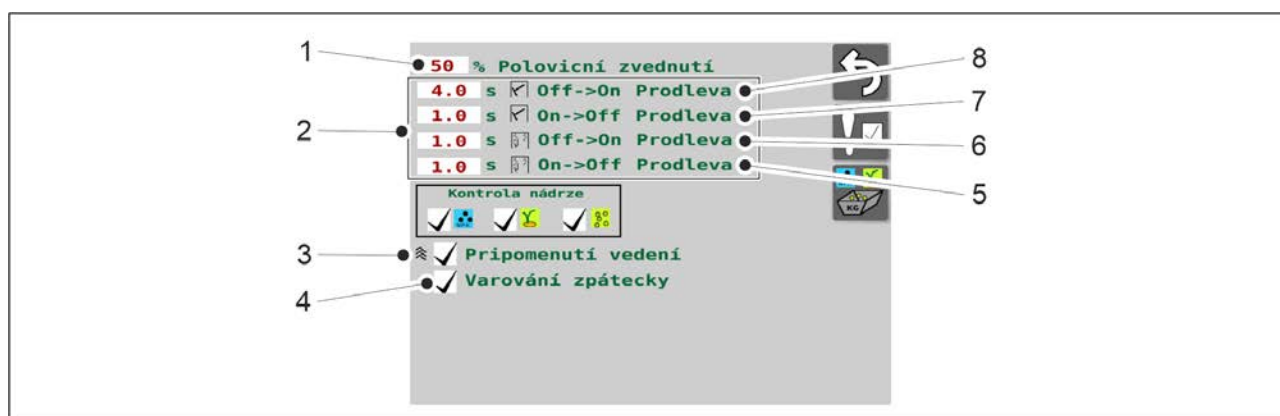 1
50 % Polovicní zvednutí
8
4.0 s Off->On Prodleva
7
1.0 s On->Off Prodleva
2
1.0 s Off->On Prodleva
6
1.0 s On->Off Prodleva
5
Kontrola nádrze
KG
3
Pripomenutí vedení
4
Varování zpátecky